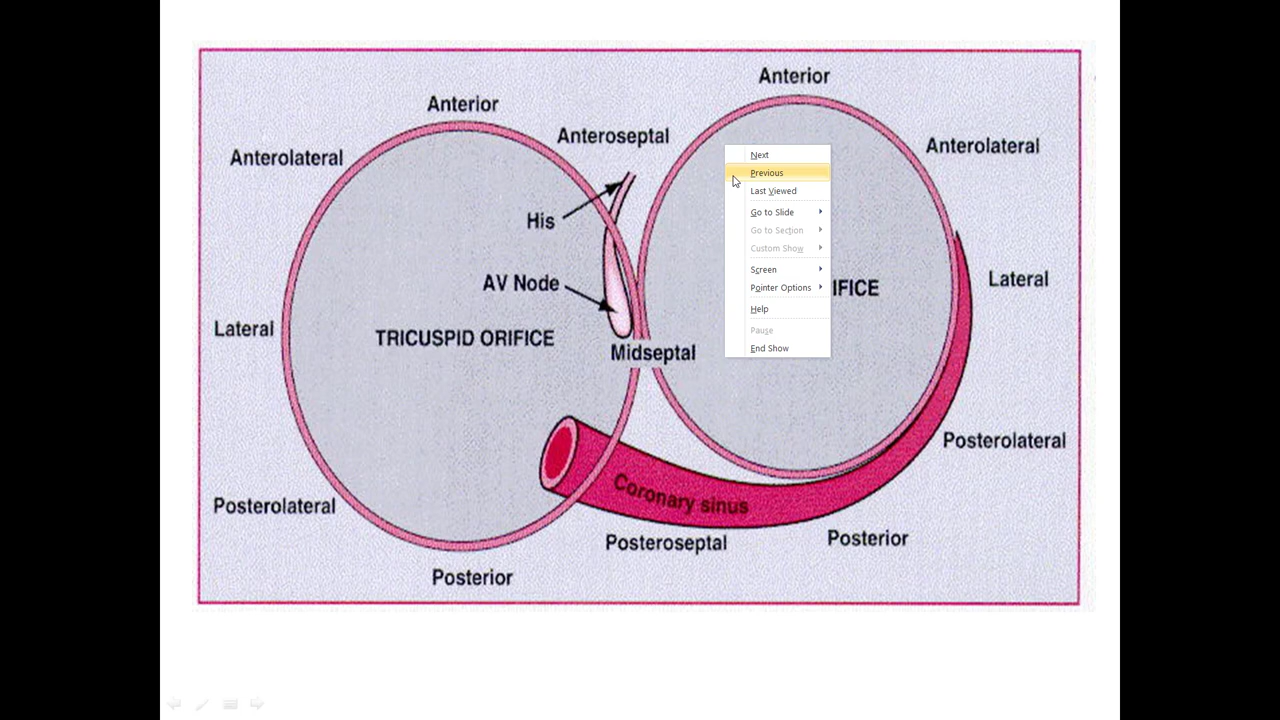 Anterior
Anterior
Anteroseptal
Anterolateral
Anterolateral
His
AV Node
Lateral
Lateral
TRICUSPID ORIFICE
IFICE
Midseptal
Next
Previous
Last Viewed
Go to Slide
Go to Section
Custom Show
Screen
Pointer Options
Help
Pause
End Show
Posterolateral
Coronary sinus
Posterolateral
Posteroseptal
Posterior
Posterior